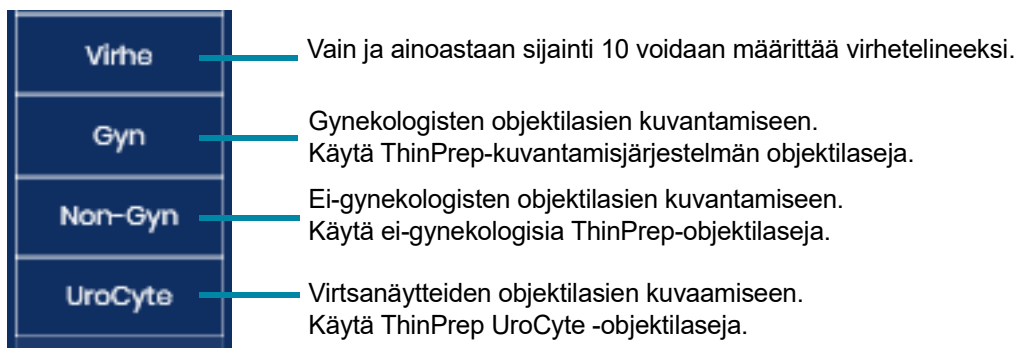 Virhe
Vain ja ainoastaan sijainti 10 voidaan määrittää virhetelineeksi.
Gyn
Gynekologisten objektilasien kuvantamiseen.
Käytä ThinPrep-kuvantamisjärjestelmän objektilaseja.
Non-Gyn
Ei-gynekologisten objektilasien kuvantamiseen.
Käytä ei-gynekologisia ThinPrep-objektilaseja.
UroCyte
Virtsanäytteiden objektilasien kuvaamiseen.
Käytä ThinPrep UroCyte -objektilaseja.